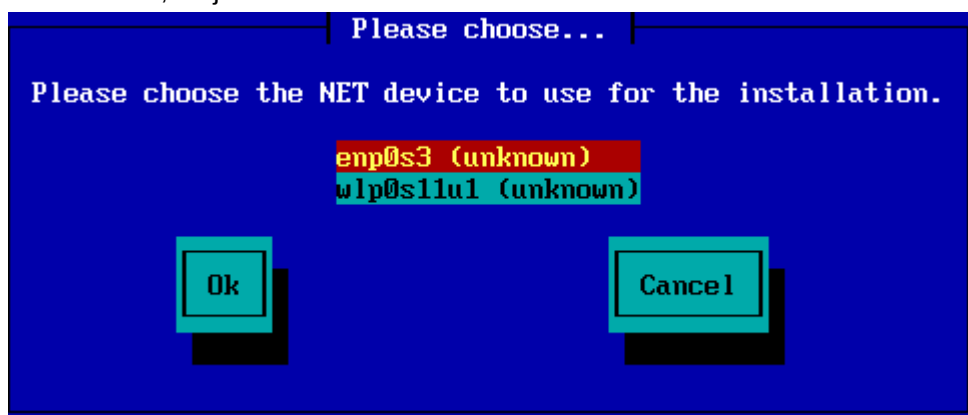 Please choose...
Please choose the NET device to use for the installation.
enp0s3 (unknown)
wlp0s11u1 (unknown)
Ok
Cancel